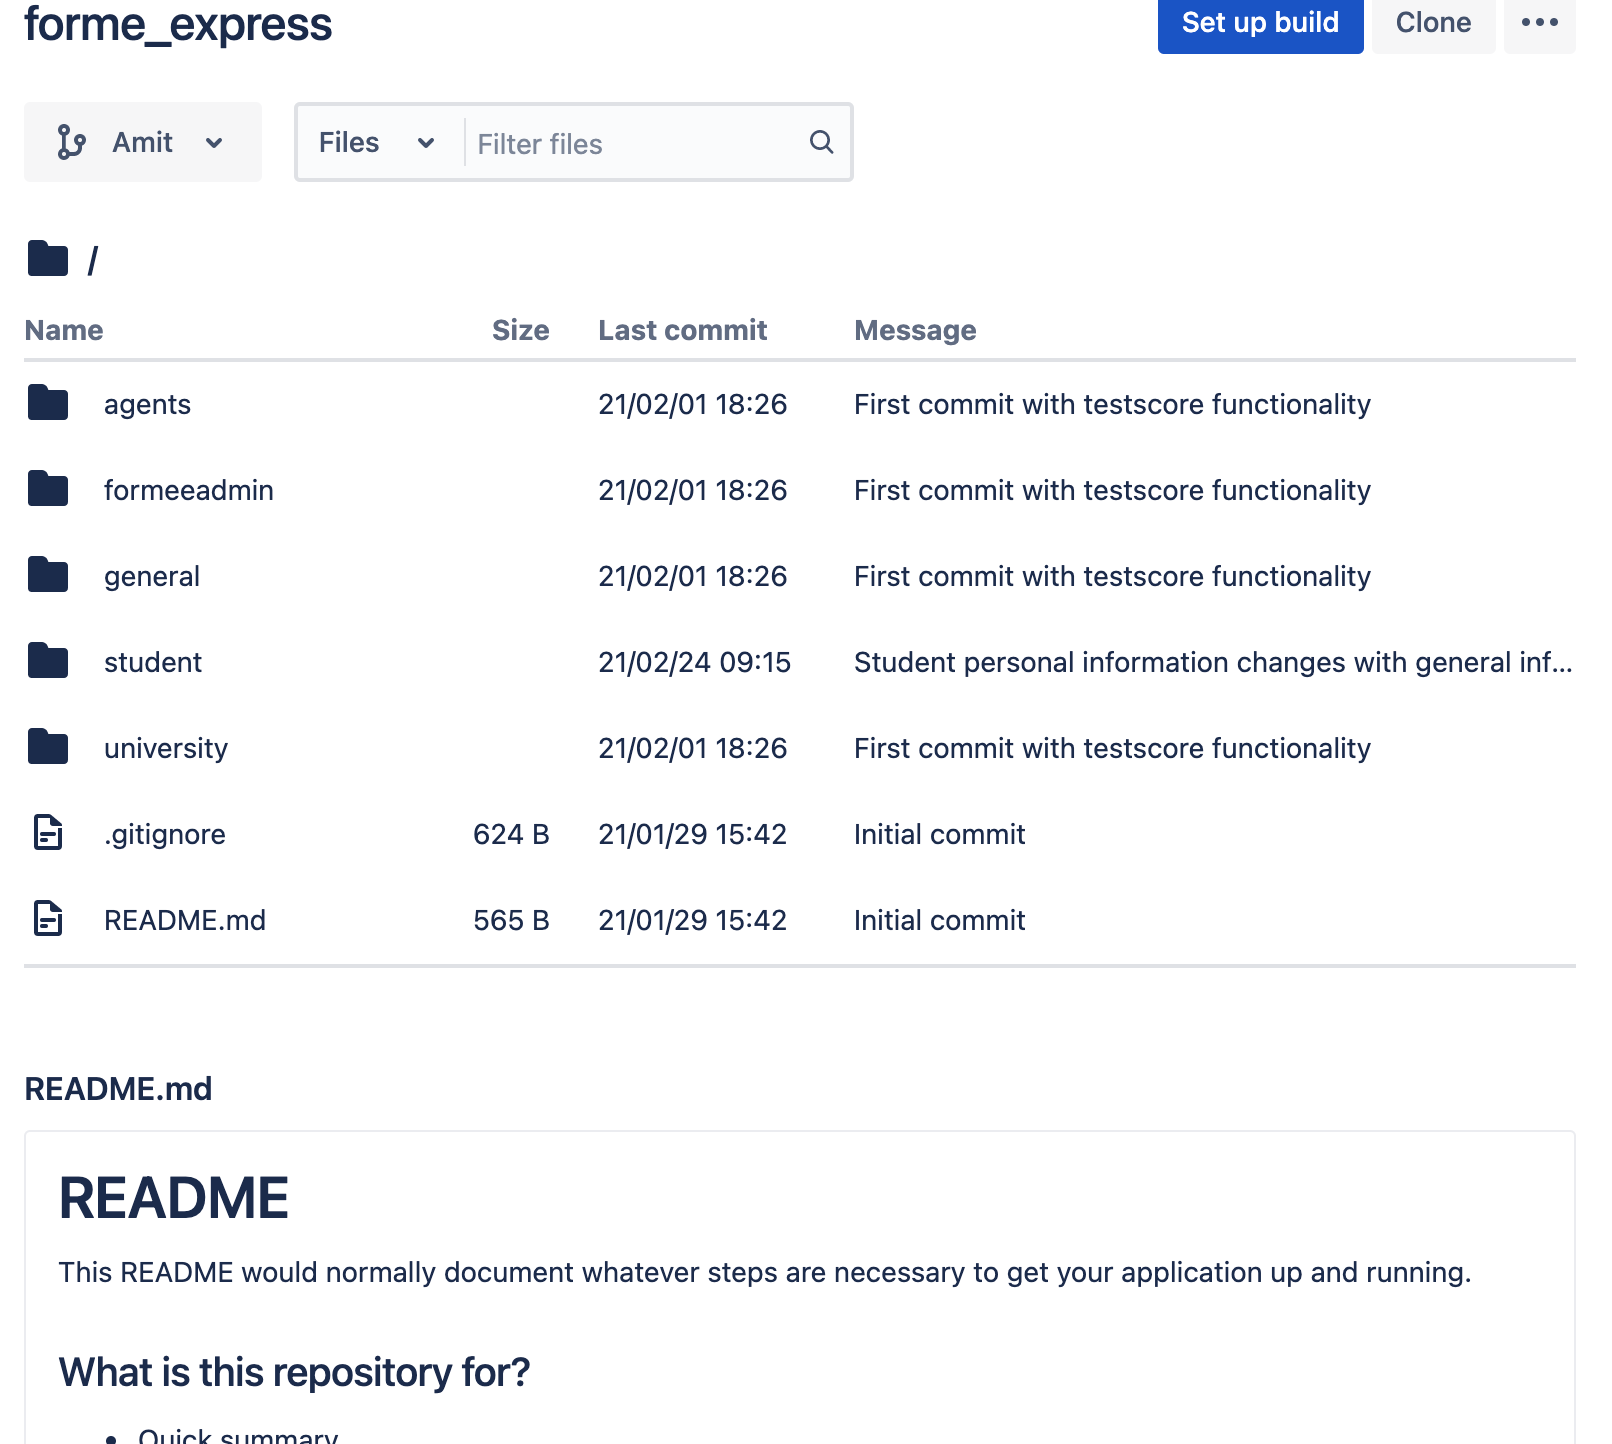 forme_express
Set up build
Clone
Amit
Files
Filter files
/
Name Size Last commit Message
agents 21/02/01 18:26 First commit with testscore functionality
formeeadmin 21/02/01 18:26 First commit with testscore functionality
general 21/02/01 18:26 First commit with testscore functionality
student 21/02/24 09:15 Student personal information changes with general inf...
university 21/02/01 18:26 First commit with testscore functionality
.gitignore 624 B 21/01/29 15:42 Initial commit
README.md 565 B 21/01/29 15:42 Initial commit
README.md
README
This README would normally document whatever steps are necessary to get your application up and running.
What is this repository for?
• Quick summary